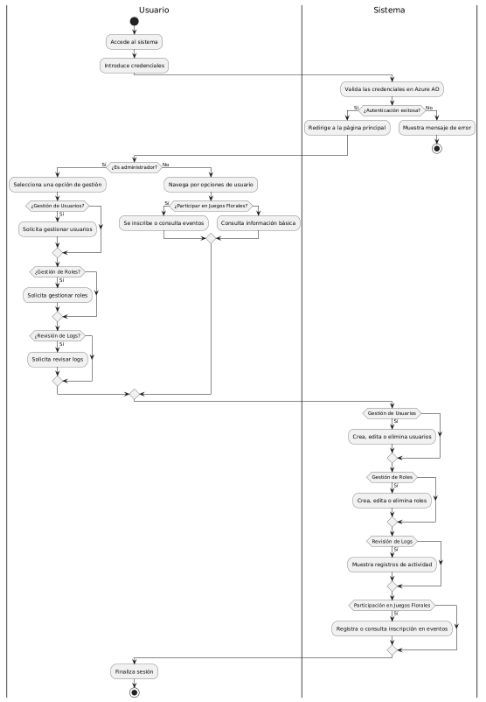 Usuario
Sistema
Accede al sistema
Introduce credenciales
Valida las credenciales en Azure AD
¿Autenticación exitosa?
Sí
No
Redirige a la página principal
Muestra mensaje de error
¿Es administrador?
Sí
No
Selecciona una opción de gestión
Navega por opciones de usuario
¿Gestión de Usuarios?
Sí
Solicita gestionar usuarios
¿Participar en Juegos Florales?
Sí
No
Se inscribe o consulta eventos
Consulta información básica
¿Gestión de Roles?
Sí
Solicita gestionar roles
¿Revisión de Logs?
Sí
Solicita revisar logs
Gestión de Usuarios
Sí
Crea, edita o elimina usuarios
Gestión de Roles
Sí
Crea, edita o elimina roles
Revisión de Logs
Sí
Muestra registros de actividad
Participación en Juegos Florales
Sí
Registra o consulta inscripción en eventos
Finaliza sesión